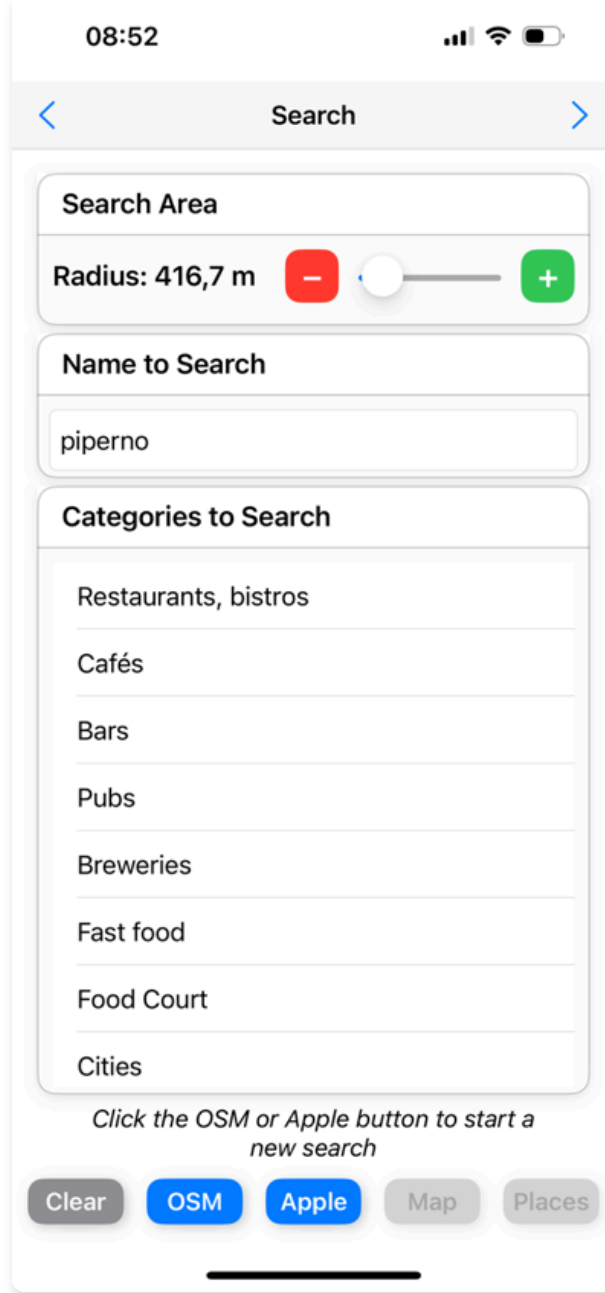 08:52
Search
Search Area
Radius: 416,7 m
Name to Search
piperno
Categories to Search
Restaurants, bistros
Cafés
Bars
Pubs
Breweries
Fast food
Food Court
Cities
Click the OSM or Apple button to start a
new search
Clear OSM Apple Map Places